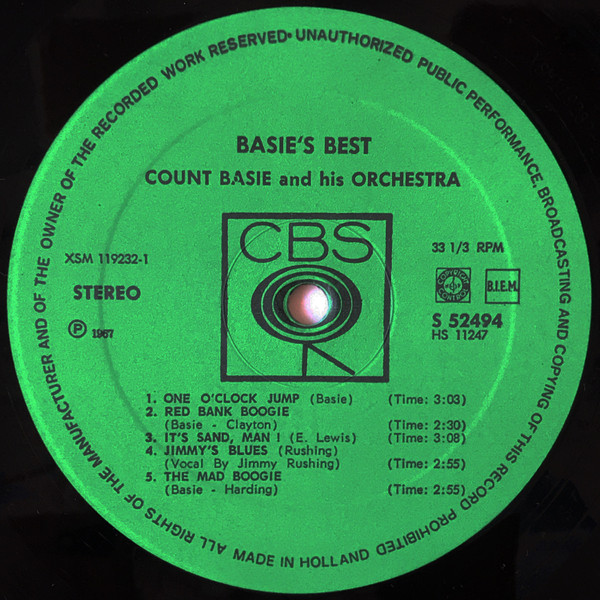 ALL RIGHTS OF THE MANUFACTURER AND OF THE OWNER OF THE RECORDED WORK RESERVED• UNAUTHORIZED PUBLIC PERFORMANCE, BROADCASTING AND COPYING OF THIS RECORD PROHIBITED
MADE IN HOLLAND
BASIE'S BEST
COUNT BASIE and his ORCHESTRA
CBS
XSM 119232-1
33 1/3 RPM
STEREO
B.I.E.M.
S 52494
HS 11247
Ⓟ 1967
1. ONE O'CLOCK JUMP (Basie) (Time: 3:03)
2. RED BANK BOOGIE
(Basie - Clayton) (Time: 2:30)
3. IT'S SAND, MAN ! (E. Lewis) (Time: 3:08)
4. JIMMY'S BLUES (Rushing)
(Vocal By Jimmy Rushing) (Time: 2:55)
5. THE MAD BOOGIE
(Basie - Harding) (Time: 2:55)